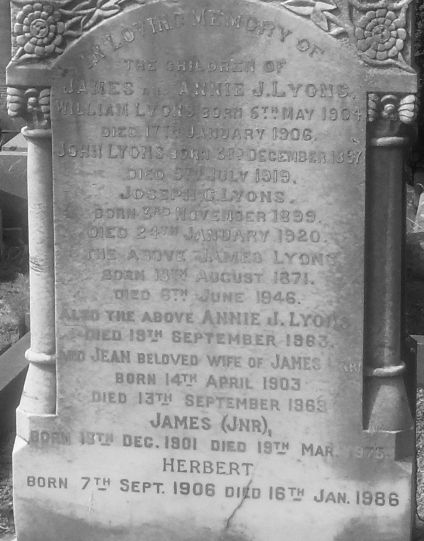 IN LOVING MEMORY OF
THE CHILDREN OF
JAMES AND ANNIE J. LYONS.
WILLIAM LYONS BORN 6TH MAY 1904
DIED 17TH JANUARY 1906.
JOHN LYONS BORN 3RD DECEMBER 1897
DIED 5TH JULY 1919.
JOSEPH G. LYONS.
BORN 3RD NOVEMBER 1899.
DIED 24TH JANUARY 1920.
THE ABOVE JAMES LYONS
BORN AUGUST 1871.
DIED 6TH JUNE 1946.
ALSO THE ABOVE ANNIE J. LYONS
DIED 19TH SEPTEMBER 1963.
AND JEAN BELOVED WIFE OF JAMES
BORN 14TH APRIL 1903
DIED 13TH SEPTEMBER 1963
JAMES (JNR),
BORN 13TH DEC. 1901 DIED 19TH MAR. 1975.
HERBERT
BORN 7TH SEPT. 1906 DIED 16TH JAN. 1986